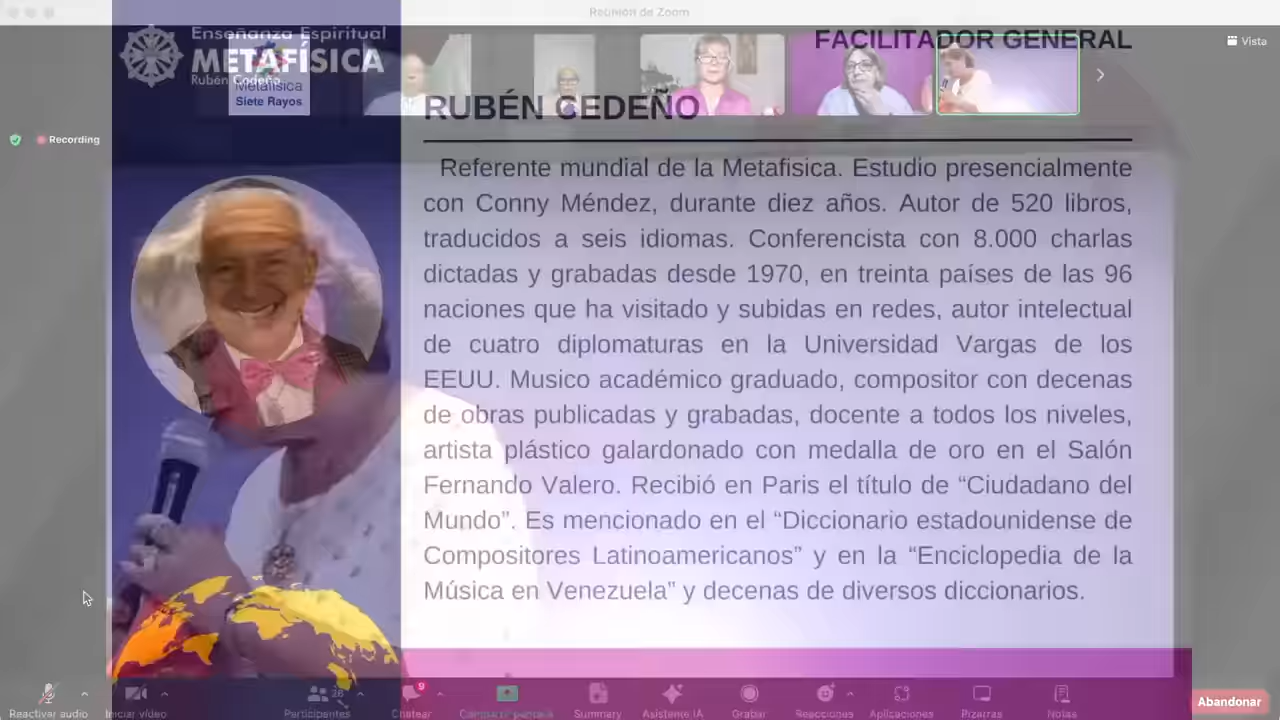 Reunión de Zoom
Enseñanza Espiritual
METAFÍSICA
Rubén Cedeño
Metafísica
Siete Rayos
FACILITADOR GENERAL
Vista
RUBÉN CEDEÑO
Recording
Referente mundial de la Metafisica. Estudio presencialmente
con Conny Méndez, durante diez años. Autor de 520 libros,
traducidos a seis idiomas. Conferencista con 8.000 charlas
dictadas y grabadas desde 1970, en treinta países de las 96
naciones que ha visitado y subidas en redes, autor intelectual
de cuatro diplomaturas en la Universidad Vargas de los
EEUU. Musico académico graduado, compositor con decenas
de obras publicadas y grabadas, docente a todos los niveles,
artista plástico galardonado con medalla de oro en el Salón
Fernando Valero. Recibió en Paris el título de “Ciudadano del
Mundo”. Es mencionado en el “Diccionario estadounidense de
Compositores Latinoamericanos” y en la “Enciclopedia de la
Música en Venezuela” y decenas de diversos diccionarios.
26
9
Reactivar audio
Iniciar video
Participantes
Chatear
Compartir pantalla
Summary
Asistente IA
Grabar
Reacciones
Aplicaciones
Pizarras
Notas
Abandonar